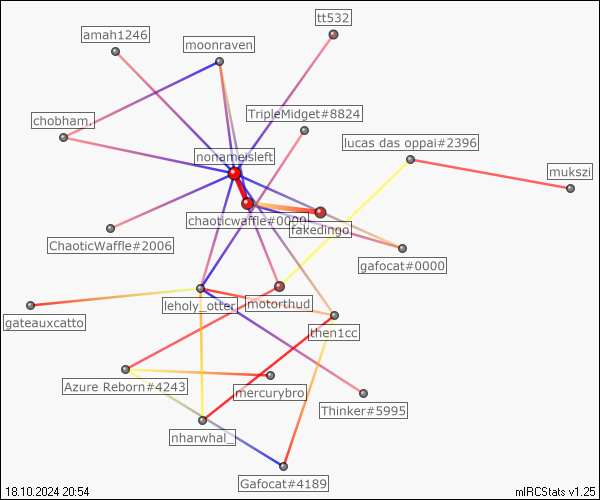 tt532
amah1246
moonraven
TripleMidget#8824
chobham.
lucas das oppai#2396
nonameisleft
mukszi
chaoticwaffle#0000
fakedingo
ChaoticWaffle#2006
gafocat#0000
leholy_otter
motorthud
gateauxcatto
then1cc
Azure Reborn#4243
mercurybro
Thinker#5995
nharwhal_
Gafocat#4189
18.10.2024 20:54
mIRCStats v1.25